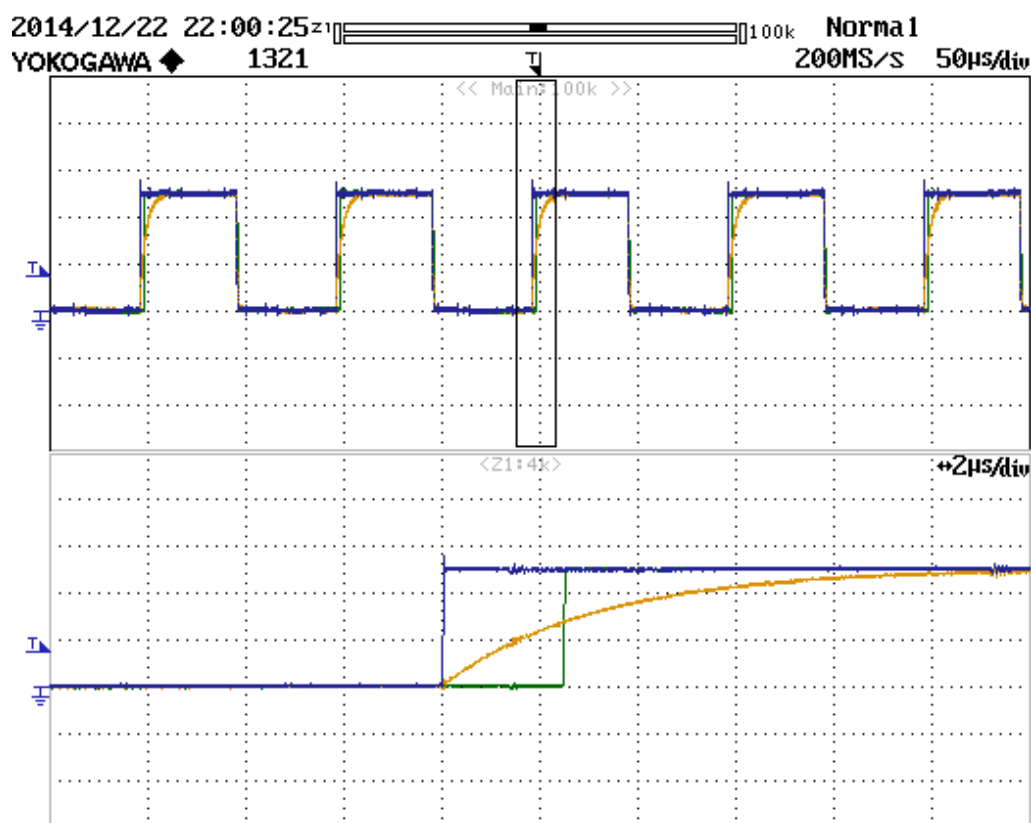 2014/12/22 22:00:25 Z1 100k Normal
YOKOGAWA ◆ 1321 T 200MS/s 50µs/div
<< Main:100k >>
T
<Z1:4k> ↔2µs/div
T